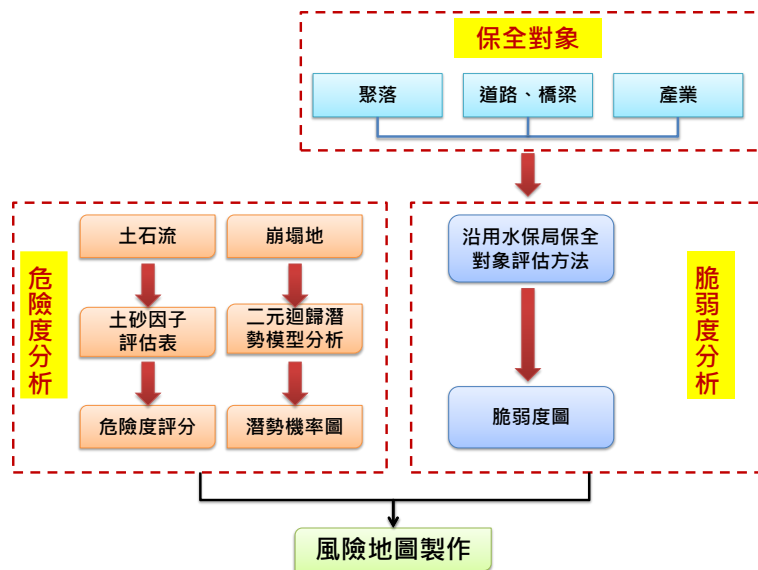 保全對象
聚落
道路、橋梁
產業
危險度分析
土石流
崩塌地
土砂因子
評估表
二元迴歸潛
勢模型分析
危險度評分
潛勢機率圖
沿用水保局保全
對象評估方法
脆弱度圖
脆弱度分析
風險地圖製作